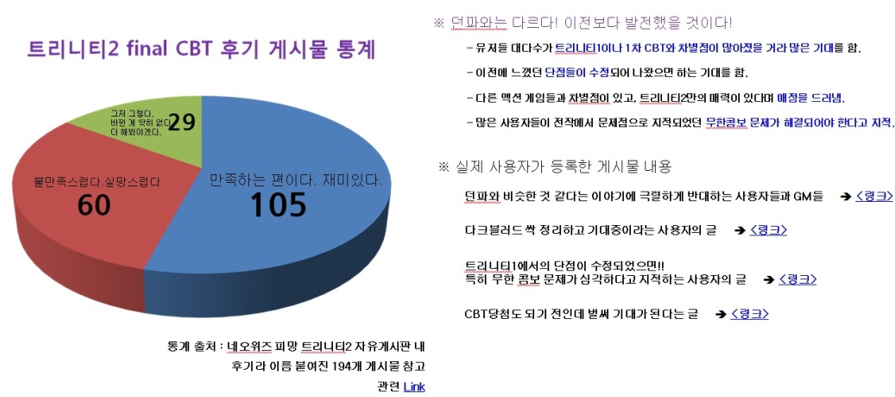 트리니티2 final CBT 후기 게시물 통계
그저 그렇다.
바뀐 게 딱히 없다
더 해봐야겠다.
29
불만족스럽다.실망스럽다
60
만족하는 편이다. 재미있다.
105
통계 출처 : 네오위즈 피망 트리니티2 자유게시판 내
후기라 이름 붙여진 194개 게시물 참고
관련 Link
※ 던파와는 다르다! 이전보다 발전했을 것이다!
- 유저들 대다수가 트리니티1이나 1차 CBT와 차별점이 많아졌을 거라 많은 기대를 함.
- 이전에 느꼈던 단점들이 수정되어 나왔으면 하는 기대를 함.
- 다른 액션 게임들과 차별점이 있고, 트리니티2만의 매력이 있다며 애정을 드러냄.
- 많은 사용자들이 전작에서 문제점으로 지적되었던 무한콤보 문제가 해결되어야 한다고 지적.
※ 실제 사용자가 등록한 게시물 내용
던파와 비슷한 것 같다는 이야기에 극렬하게 반대하는 사용자들과 GM들 ➔ <링크>
다크블러드 싹 정리하고 기대중이라는 사용자의 글 ➔ <링크>
트리니티1에서의 단점이 수정되었으면!!
특히 무한 콤보 문제가 심각하다고 지적하는 사용자의 글 ➔ <링크>
CBT당첨도 되기 전인데 벌써 기대가 된다는 글 ➔ <링크>